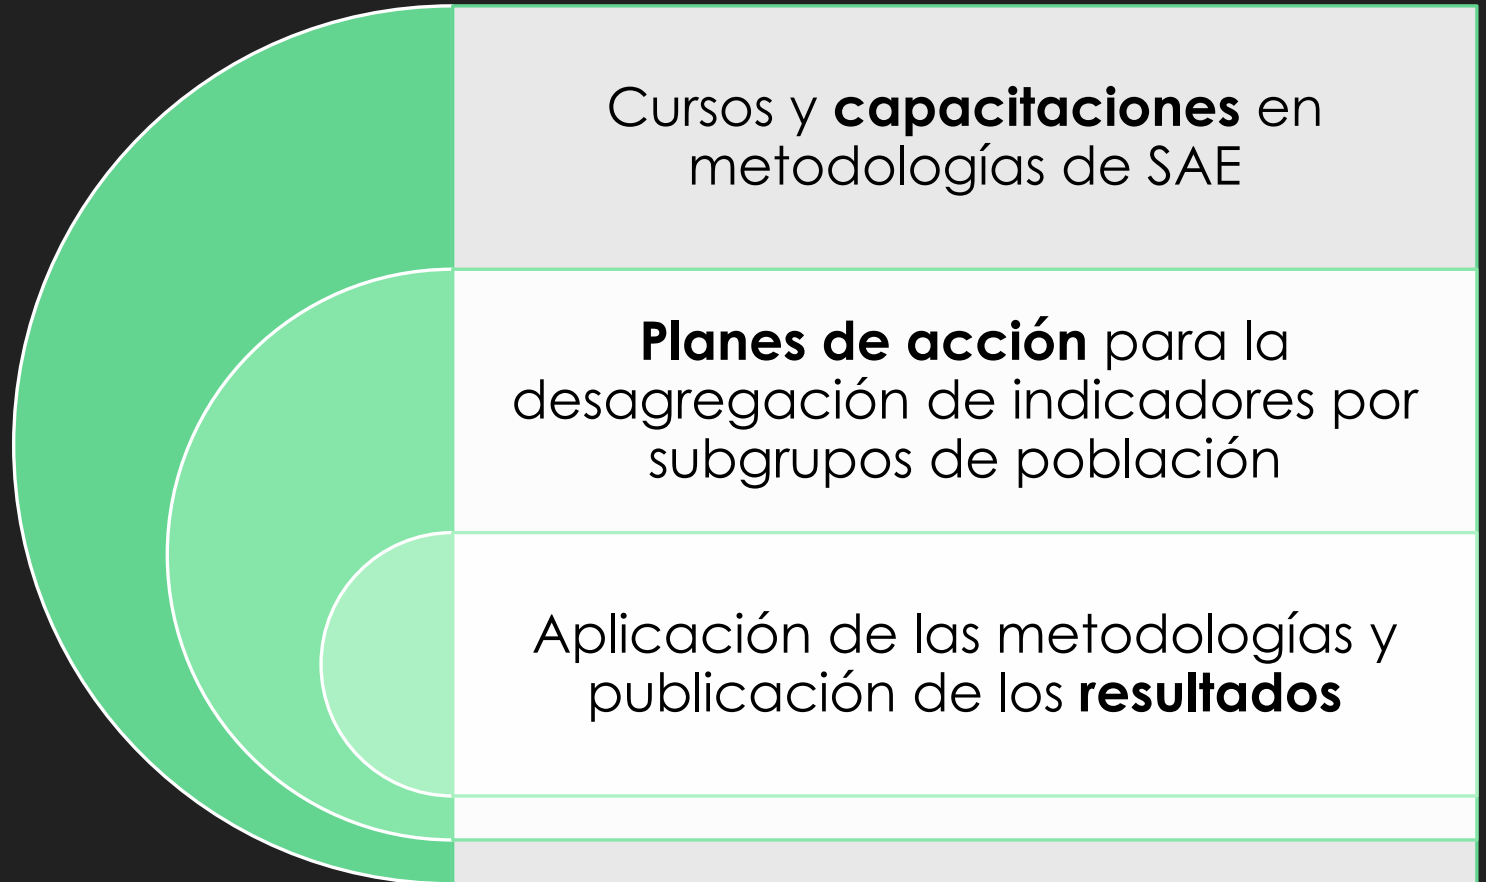 Cursos y capacitaciones en
metodologías de SAE
Planes de acción para la
desagregación de indicadores por
subgrupos de población
Aplicación de las metodologías y
publicación de los resultados